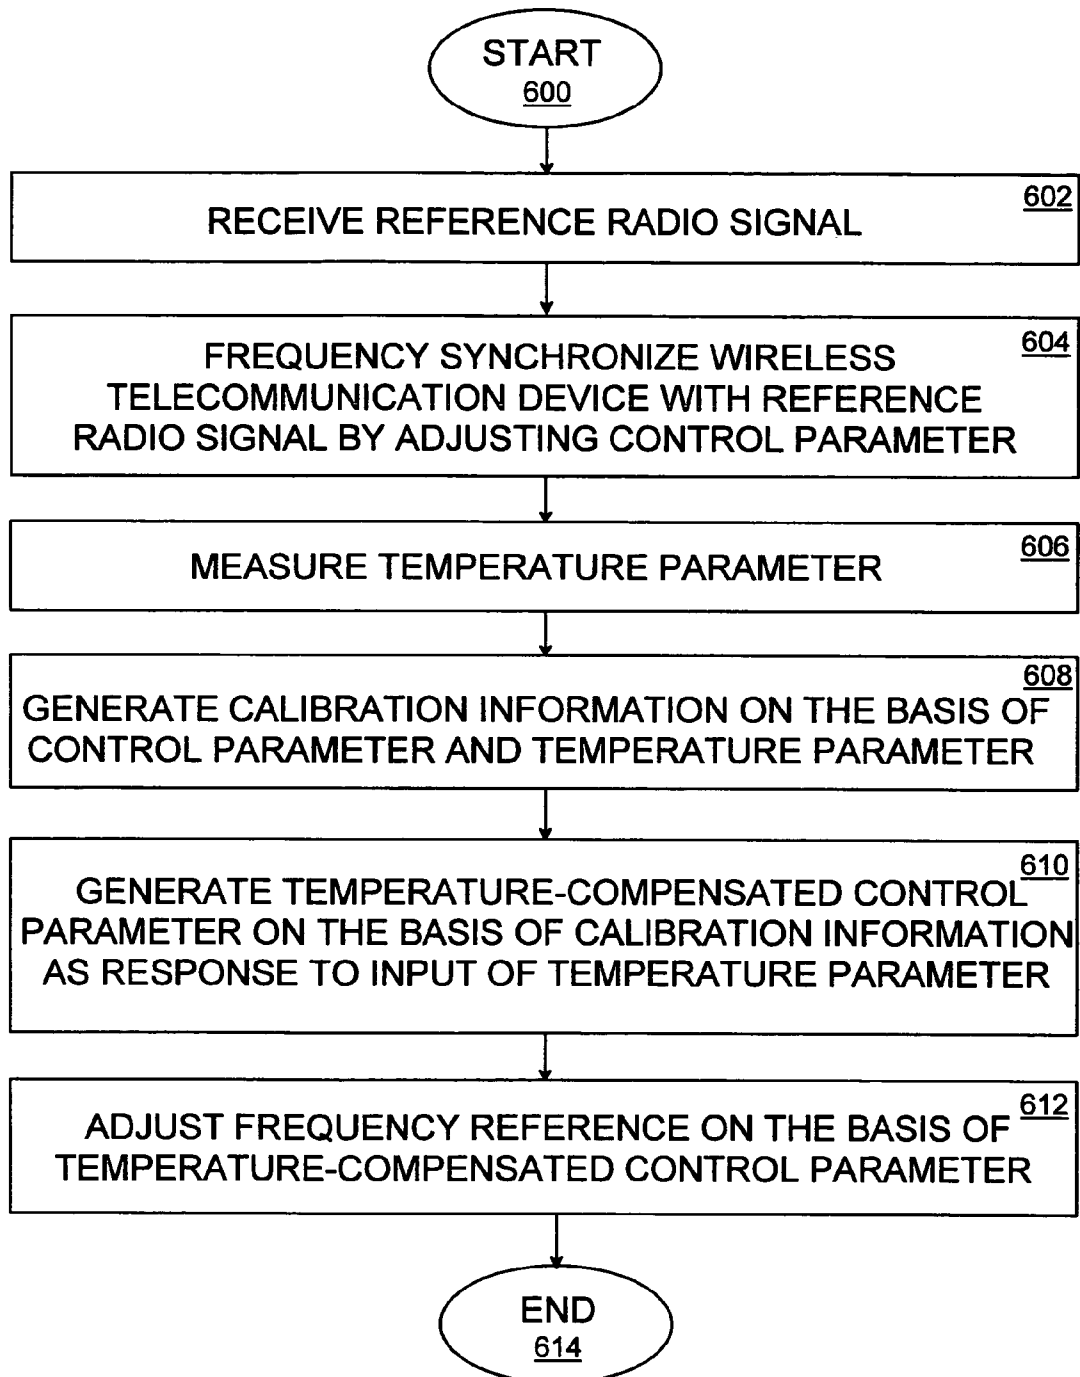 START
600
602
RECEIVE REFERENCE RADIO SIGNAL
604
FREQUENCY SYNCHRONIZE WIRELESS
TELECOMMUNICATION DEVICE WITH REFERENCE
RADIO SIGNAL BY ADJUSTING CONTROL PARAMETER
606
MEASURE TEMPERATURE PARAMETER
608
GENERATE CALIBRATION INFORMATION ON THE BASIS OF
CONTROL PARAMETER AND TEMPERATURE PARAMETER
610
GENERATE TEMPERATURE-COMPENSATED CONTROL
PARAMETER ON THE BASIS OF CALIBRATION INFORMATION
AS RESPONSE TO INPUT OF TEMPERATURE PARAMETER
612
ADJUST FREQUENCY REFERENCE ON THE BASIS OF
TEMPERATURE-COMPENSATED CONTROL PARAMETER
END
614